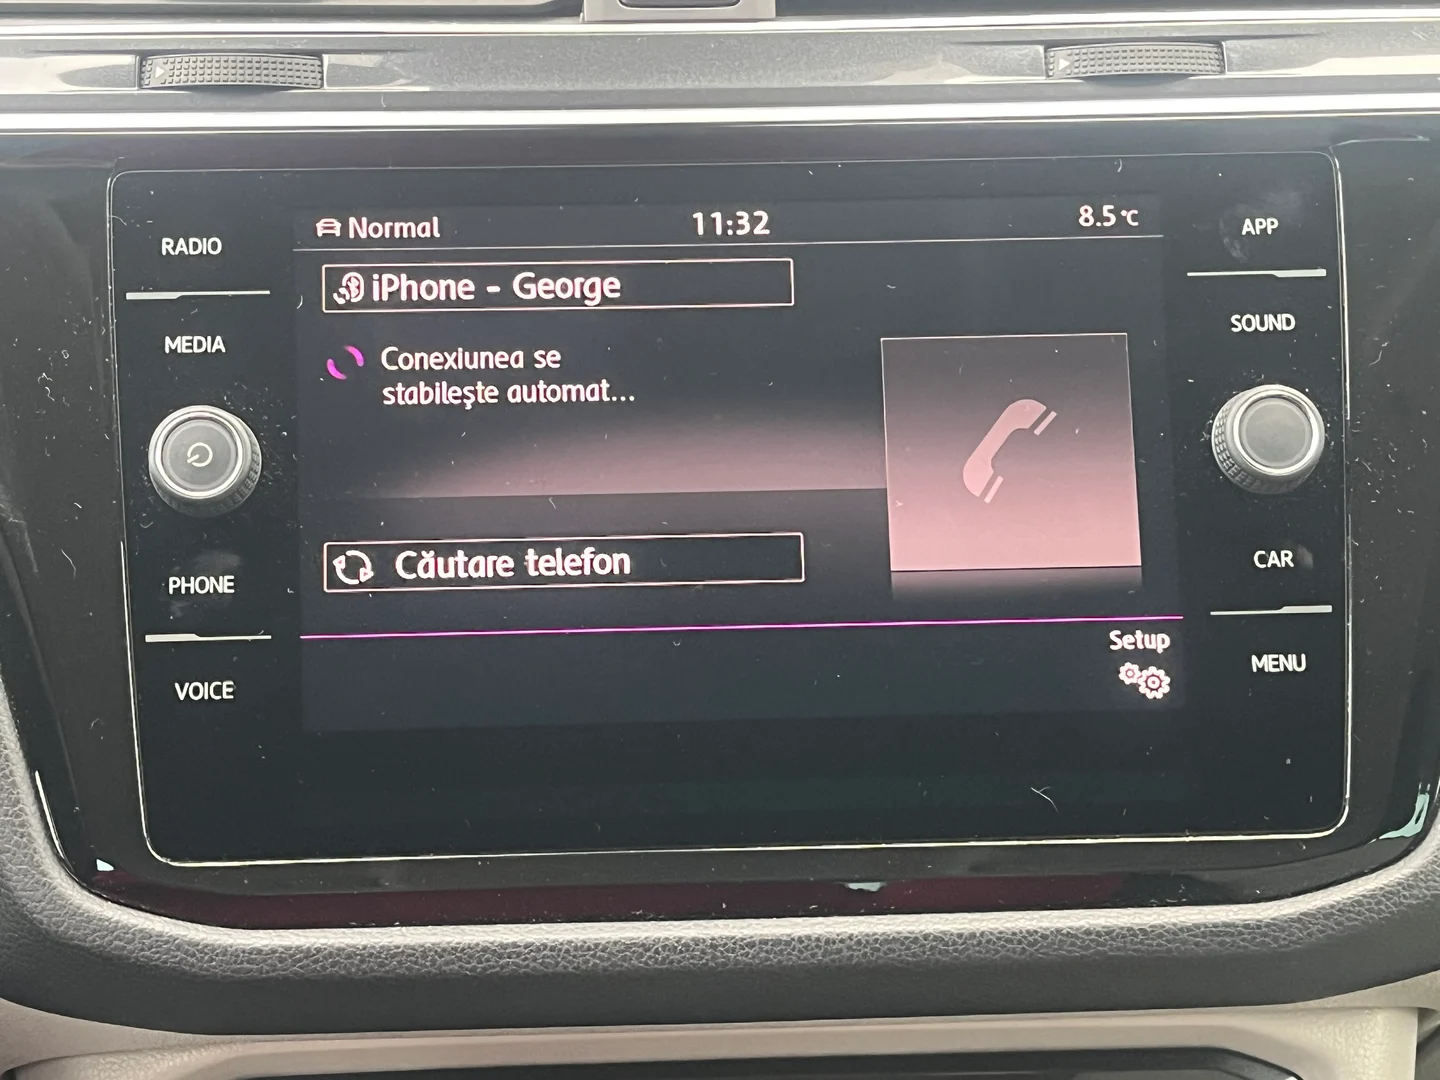 RADIO
MEDIA
PHONE
VOICE
Normal
11:32
8.5°C
iPhone - George
Conexiunea se
stabileşte automat...
Căutare telefon
Setup
APP
SOUND
CAR
MENU